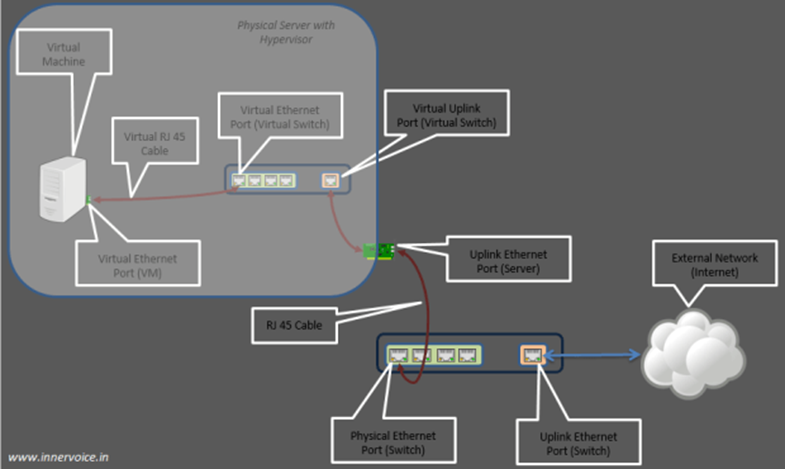 Physical Server with
Hypervisor
Virtual
Machine
Virtual Ethernet
Port (Virtual Switch)
Virtual Uplink
Port (Virtual Switch)
Virtual RJ 45
Cable
Virtual Ethernet
Port (VM)
Uplink Ethernet
Port (Server)
External Network
(Internet)
RJ 45 Cable
Physical Ethernet
Port (Switch)
Uplink Ethernet
Port (Switch)
www.innervoice.in